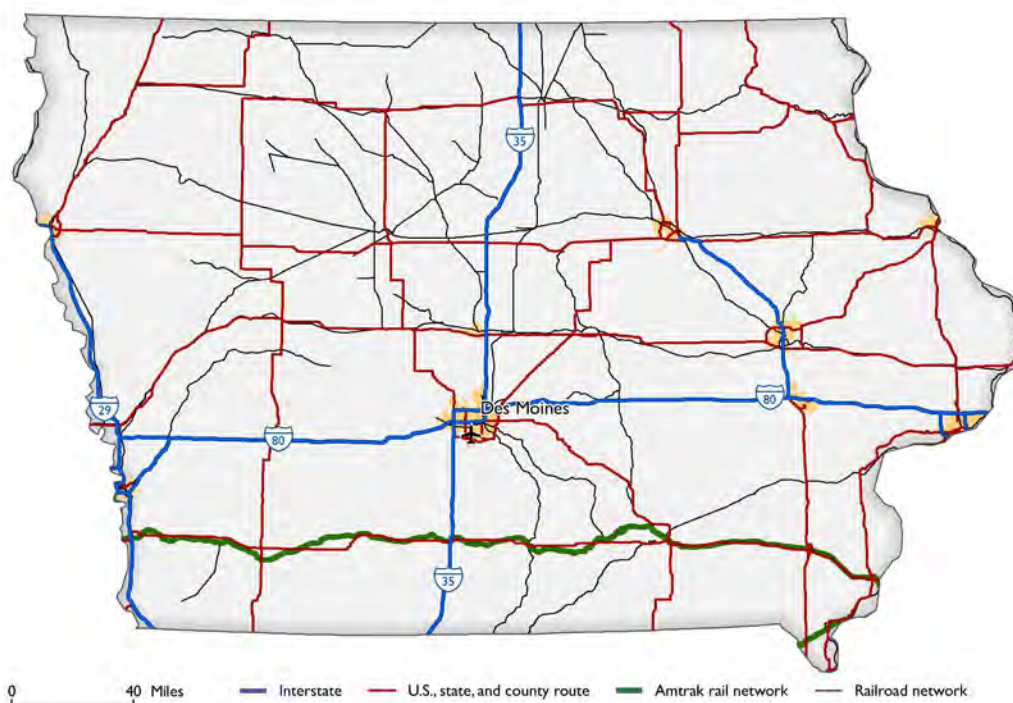 35
29
Des Moines
80
80
35
0 40 Miles Interstate U.S., state, and county route Amtrak rail network Railroad network